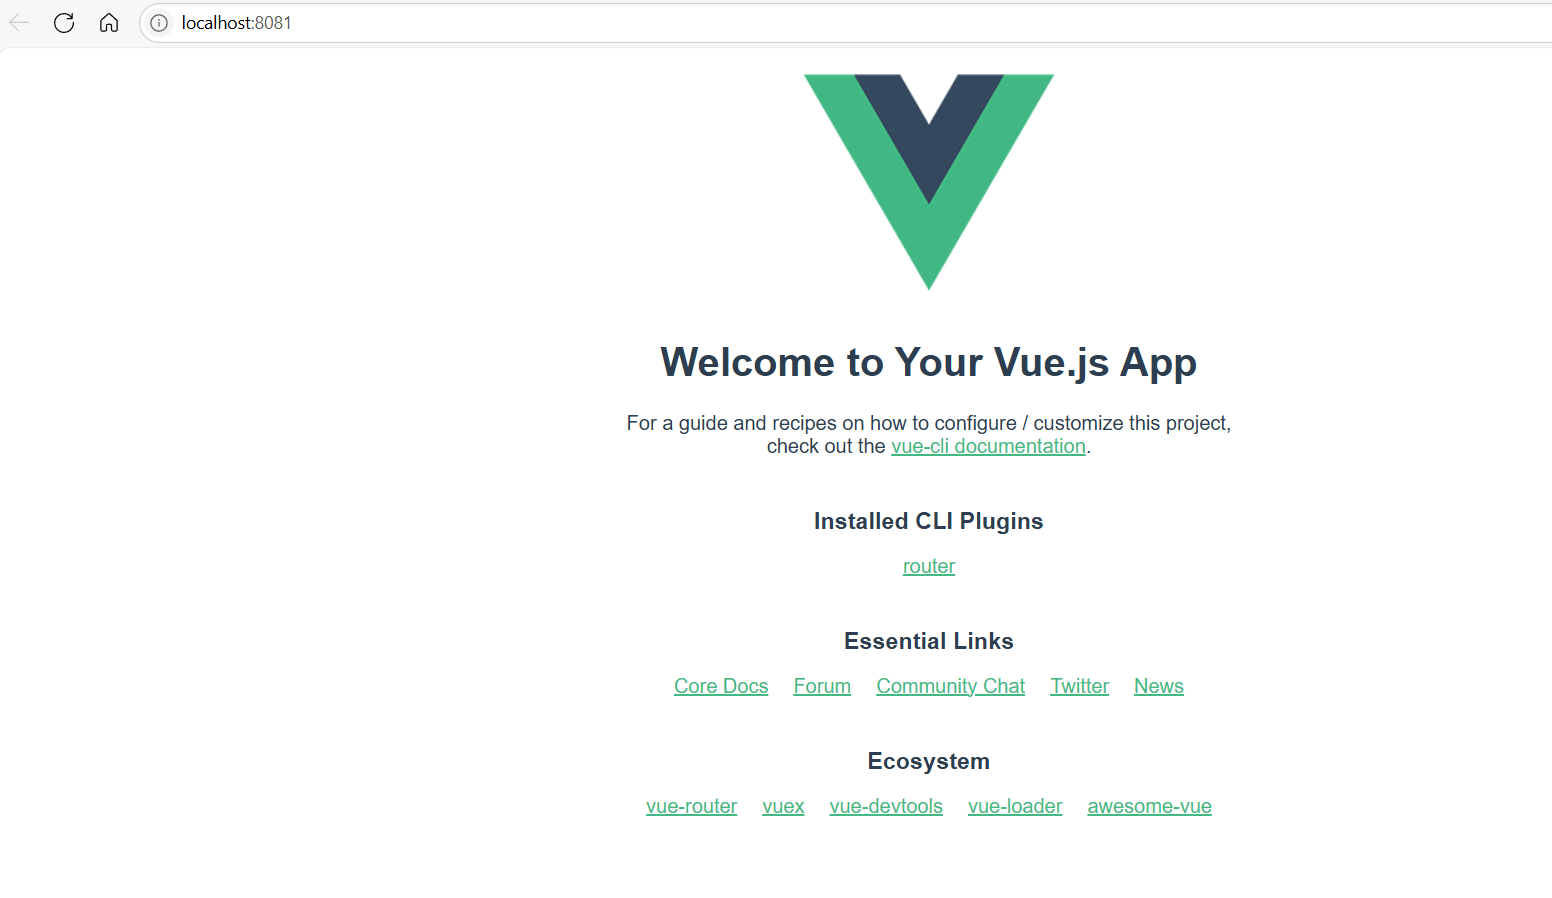 localhost:8081
Welcome to Your Vue.js App
For a guide and recipes on how to configure / customize this project,
check out the vue-cli documentation.
Installed CLI Plugins
router
Essential Links
Core Docs Forum Community Chat Twitter News
Ecosystem
vue-router vuex vue-devtools vue-loader awesome-vue